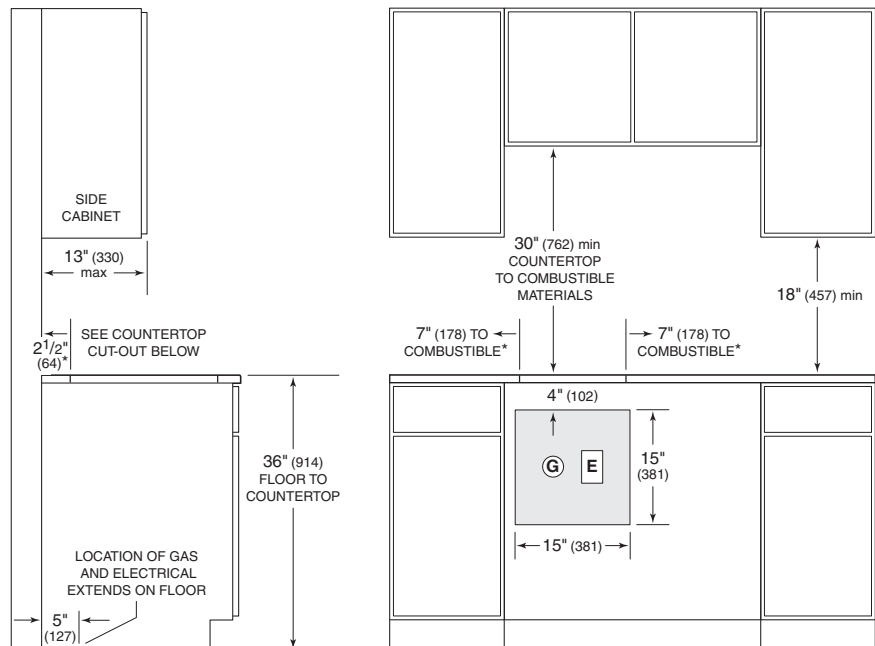 SIDE
CABINET
13" (330)
max
SEE COUNTERTOP
CUT-OUT BELOW
2 1/2"
(64)*
36" (914)
FLOOR TO
COUNTERTOP
LOCATION OF GAS
AND ELECTRICAL
EXTENDS ON FLOOR
5"
(127)
30" (762) min
COUNTERTOP
TO COMBUSTIBLE
MATERIALS
18" (457) min
7" (178) TO
COMBUSTIBLE*
7" (178) TO
COMBUSTIBLE*
4" (102)
G
E
15"
(381)
15" (381)